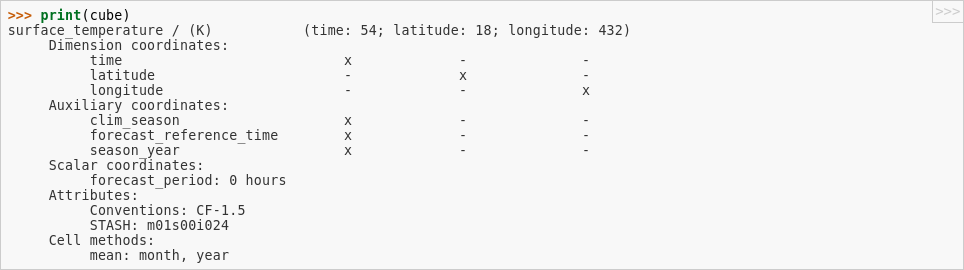 >>> print(cube)
>>>
surface_temperature / (K)           (time: 54; latitude: 18; longitude: 432)
     Dimension coordinates:
          time                           x             -              -
          latitude                       -             x              -
          longitude                      -             -              x
     Auxiliary coordinates:
          clim_season                    x             -              -
          forecast_reference_time        x             -              -
          season_year                    x             -              -
     Scalar coordinates:
          forecast_period: 0 hours
     Attributes:
          Conventions: CF-1.5
          STASH: m01s00i024
     Cell methods:
          mean: month, year